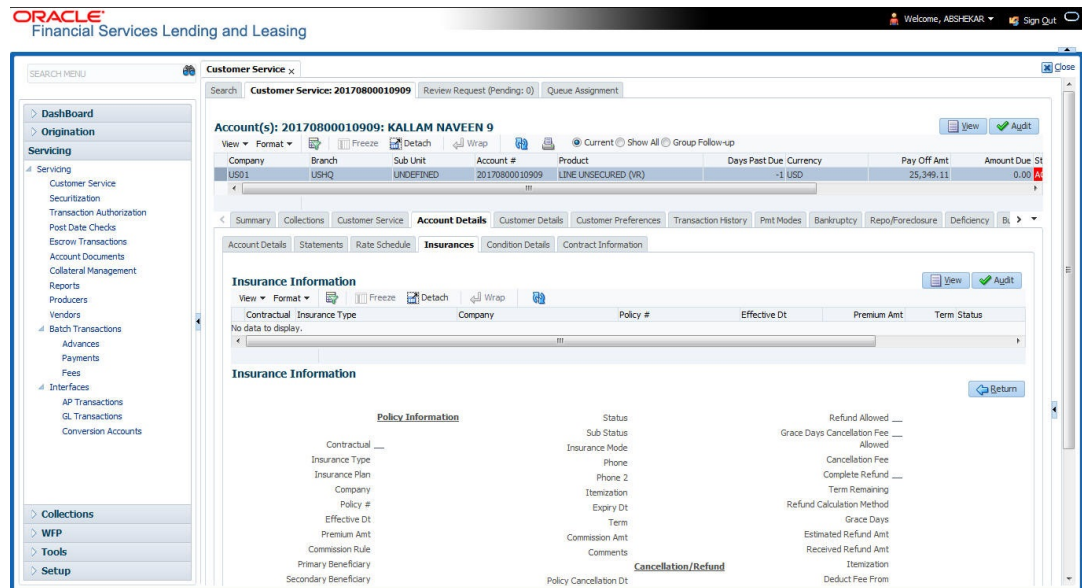 ORACLE
Financial Services Lending and Leasing
Welcome, ABSHEKAR Sign Out
SEARCH MENU
DashBoard
Origination
Servicing
Servicing
Customer Service
Securitization
Transaction Authorization
Post Date Checks
Escrow Transactions
Account Documents
Collateral Management
Reports
Producers
Vendors
Batch Transactions
Advances
Payments
Fees
Interfaces
AP Transactions
GL Transactions
Conversion Accounts
Collections
WFP
Tools
Setup
Customer Service x
Close
Search Customer Service: 20170800010909 Review Request (Pending: 0) Queue Assignment
Account(s): 20170800010909: KALLAM NAVEEN 9
View Audit
View Format Freeze Detach Wrap Current Show All Group Follow-up
Company Branch Sub Unit Account # Product Days Past Due Currency Pay Off Amt Amount Due St
US01 USHQ UNDEFINED 20170800010909 LINE UNSECURED (VR) -1 USD 25,349.11 0.00 AC
Summary Collections Customer Service Account Details Customer Details Customer Preferences Transaction History Pmt Modes Bankruptcy Repo/Foreclosure Deficiency Bu
Account Details Statements Rate Schedule Insurances Condition Details Contract Information
Insurance Information
View Audit
View Format Freeze Detach Wrap
Contractual Insurance Type Company Policy # Effective Dt Premium Amt Term Status
No data to display.
Insurance Information
Return
Policy Information
Contractual
Insurance Type
Insurance Plan
Company
Policy #
Effective Dt
Premium Amt
Commission Rule
Primary Beneficiary
Secondary Beneficiary
Status
Sub Status
Insurance Mode
Phone
Phone 2
Itemization
Expiry Dt
Term
Commission Amt
Comments
Cancellation/Refund
Policy Cancellation Dt
Refund Allowed
Grace Days Cancellation Fee
Allowed
Cancellation Fee
Complete Refund
Term Remaining
Refund Calculation Method
Grace Days
Estimated Refund Amt
Received Refund Amt
Itemization
Deduct Fee From